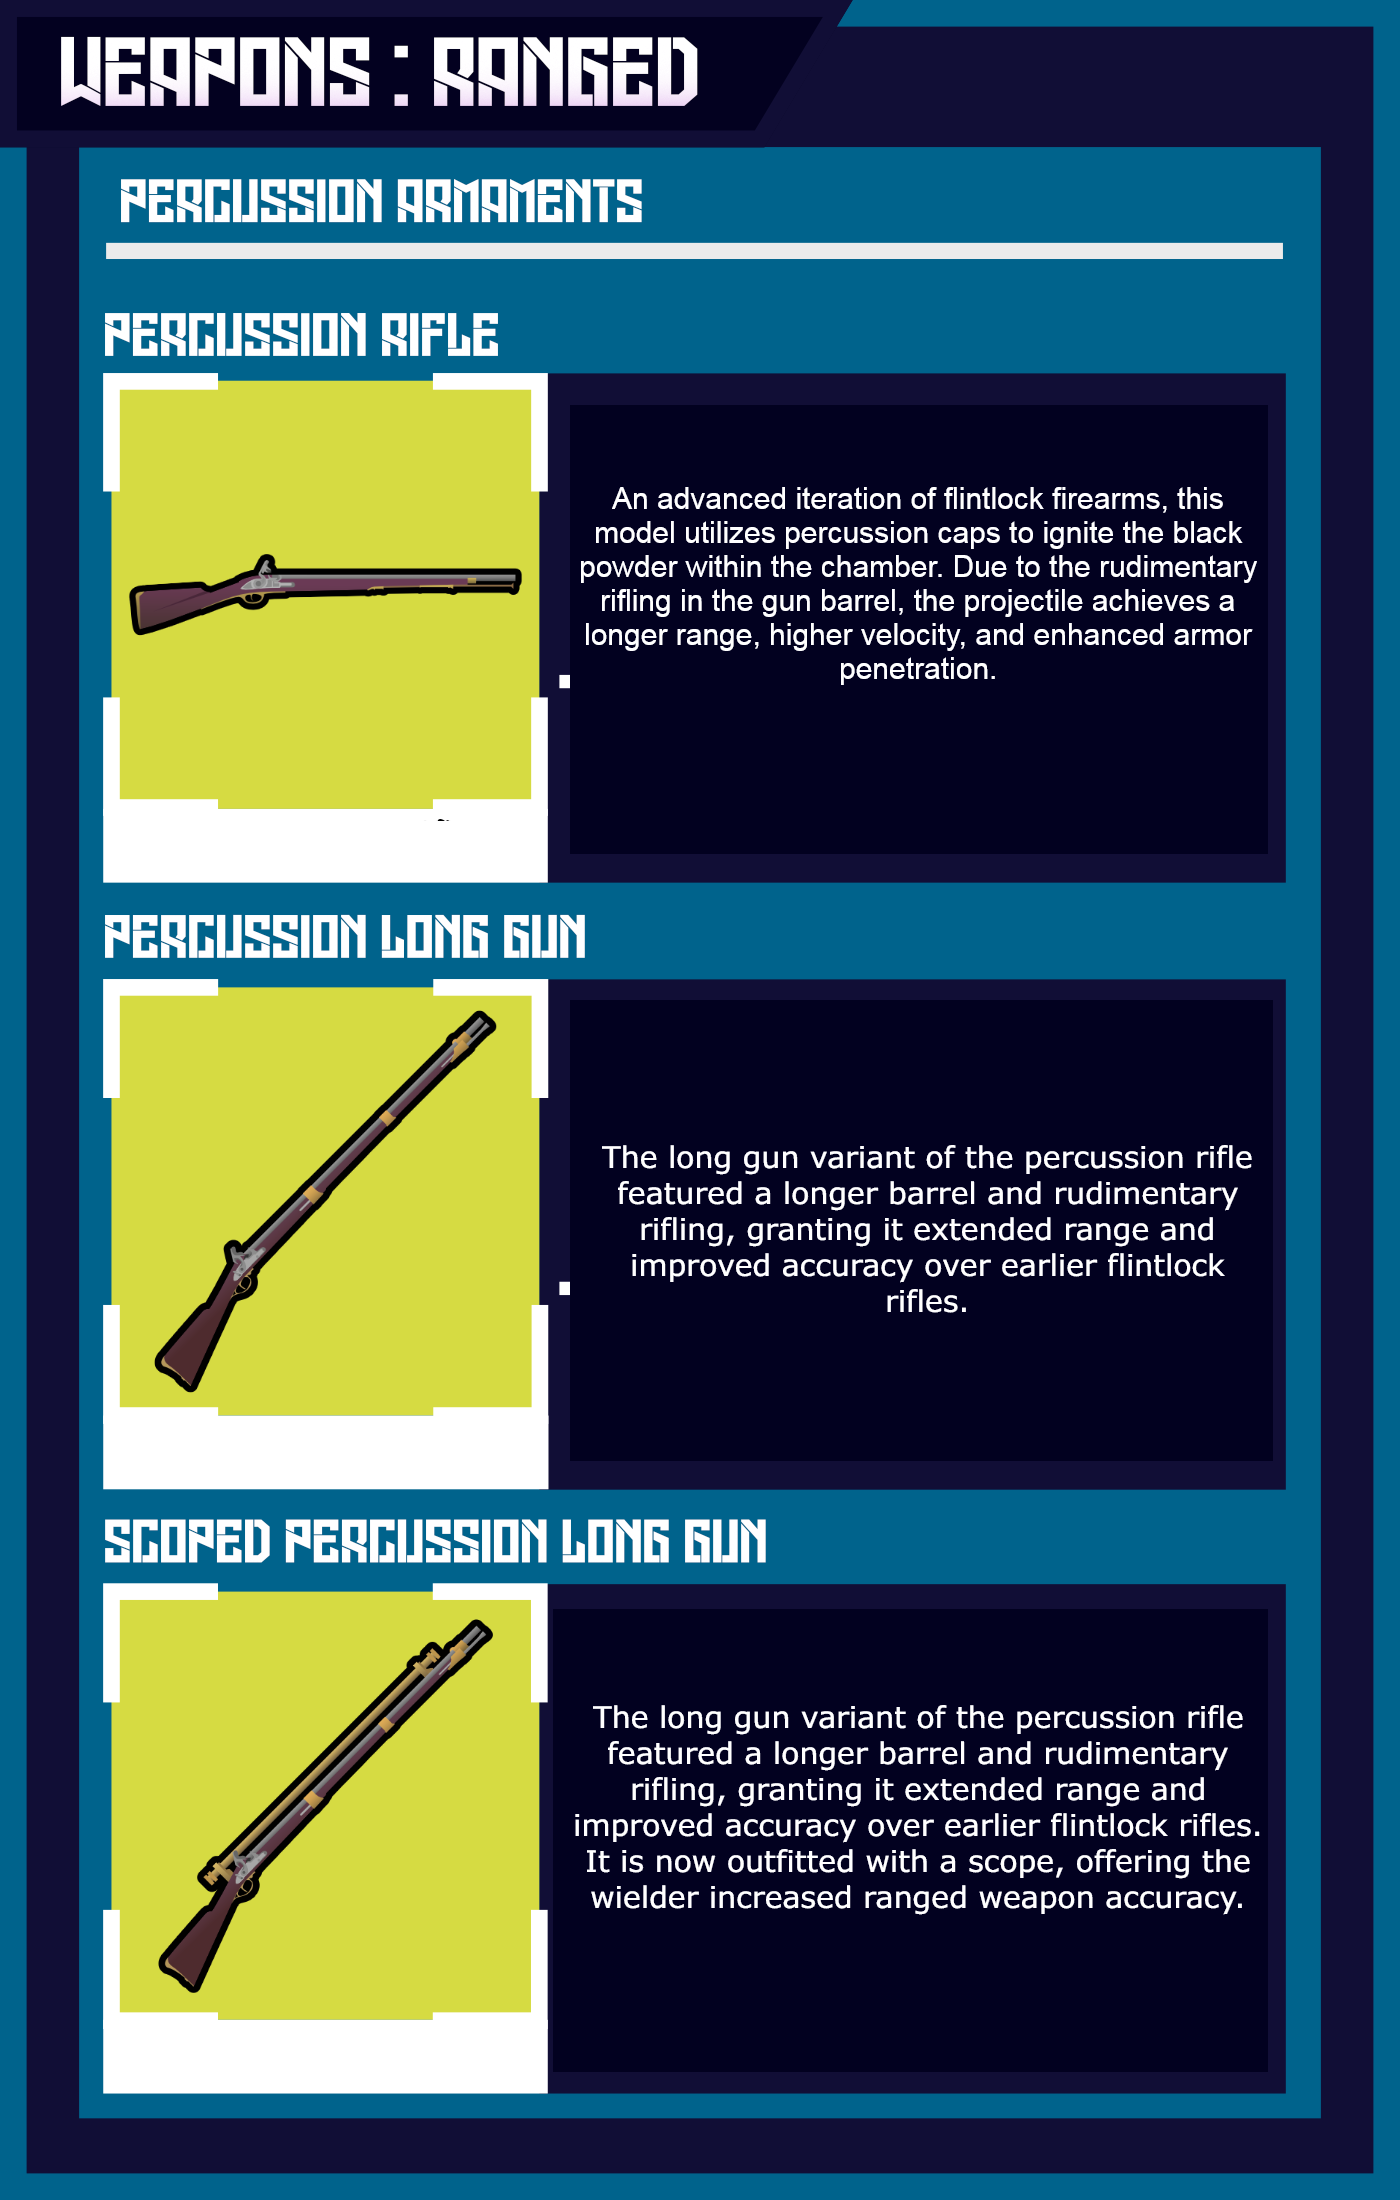 WEAPONS : RANGED
PERCUSSION ARMAMENTS
PERCUSSION RIFLE
An advanced iteration of flintlock firearms, this
model utilizes percussion caps to ignite the black
powder within the chamber. Due to the rudimentary
rifling in the gun barrel, the projectile achieves a
longer range, higher velocity, and enhanced armor
penetration.
PERCUSSION LONG GUN
The long gun variant of the percussion rifle
featured a longer barrel and rudimentary
rifling, granting it extended range and
improved accuracy over earlier flintlock
rifles.
SCOPED PERCUSSION LONG GUN
The long gun variant of the percussion rifle
featured a longer barrel and rudimentary
rifling, granting it extended range and
improved accuracy over earlier flintlock rifles.
It is now outfitted with a scope, offering the
wielder increased ranged weapon accuracy.